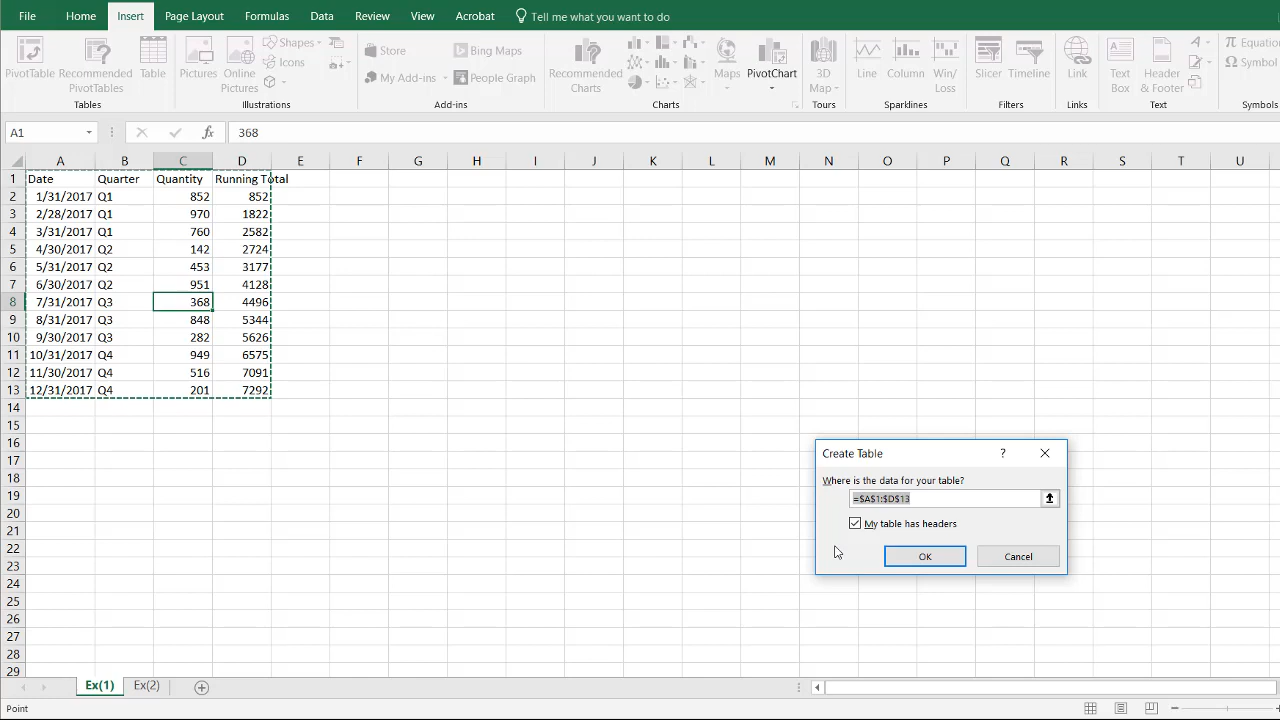 File Home Insert Page Layout Formulas Data Review View Acrobat Tell me what you want to do
PivotTable Recommended PivotTables Table
Tables
Pictures Online Pictures Shapes Icons
Illustrations
Store My Add-ins Bing Maps People Graph
Add-ins
Recommended Charts Maps PivotChart
Charts
3D Map
Tours
Line Column Win/ Loss
Sparklines
Slicer Timeline
Filters
Link
Links
Text Box Header & Footer
Text
Equatio
Symbol
Symbols
A1 fx 368
A B C D E F G H I J K L M N O P Q R S T U
1 Date Quarter Quantity Running Total
2 1/31/2017 Q1 852 852
3 2/28/2017 Q1 970 1822
4 3/31/2017 Q1 760 2582
5 4/30/2017 Q2 142 2724
6 5/31/2017 Q2 453 3177
7 6/30/2017 Q2 951 4128
8 7/31/2017 Q3 368 4496
9 8/31/2017 Q3 848 5344
10 9/30/2017 Q3 282 5626
11 10/31/2017 Q4 949 6575
12 11/30/2017 Q4 516 7091
13 12/31/2017 Q4 201 7292
14
15
16
17
18
19
20
21
22
23
24
25
26
27
28
29
Create Table ?
Where is the data for your table?
=$A$1:$D$13
My table has headers
OK Cancel
Ex(1) Ex(2)
Point